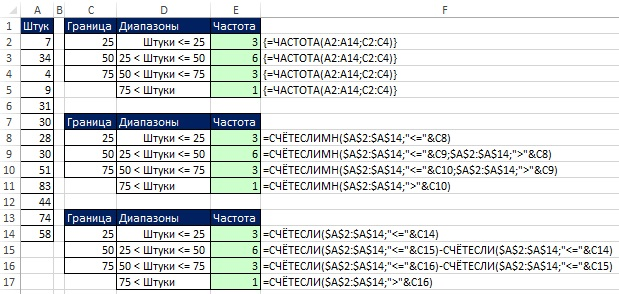 A B C D E F
1 Штук Граница Диапазоны Частота
2 7 25 Штуки <= 25 3 {=ЧАСТОТА(A2:A14;C2:C4)}
3 34 50 25 < Штуки <= 50 6 {=ЧАСТОТА(A2:A14;C2:C4)}
4 4 75 50 < Штуки <= 75 3 {=ЧАСТОТА(A2:A14;C2:C4)}
5 9 75 < Штуки 1 {=ЧАСТОТА(A2:A14;C2:C4)}
6 31
7 30 Граница Диапазоны Частота
8 28 25 Штуки <= 25 3 =СЧЁТЕСЛИМН($A$2:$A$14;"<="&C8)
9 30 50 25 < Штуки <= 50 6 =СЧЁТЕСЛИМН($A$2:$A$14;"<="&C9;$A$2:$A$14;">"&C8)
10 51 75 50 < Штуки <= 75 3 =СЧЁТЕСЛИМН($A$2:$A$14;"<="&C10;$A$2:$A$14;">"&C9)
11 83 75 < Штуки 1 =СЧЁТЕСЛИМН($A$2:$A$14;">"&C10)
12 44
13 74 Граница Диапазоны Частота
14 58 25 Штуки <= 25 3 =СЧЁТЕСЛИ($A$2:$A$14;"<="&C14)
15 50 25 < Штуки <= 50 6 =СЧЁТЕСЛИ($A$2:$A$14;"<="&C15)-СЧЁТЕСЛИ($A$2:$A$14;"<="&C14)
16 75 50 < Штуки <= 75 3 =СЧЁТЕСЛИ($A$2:$A$14;"<="&C16)-СЧЁТЕСЛИ($A$2:$A$14;"<="&C15)
17 75 < Штуки 1 =СЧЁТЕСЛИ($A$2:$A$14;">"&C16)